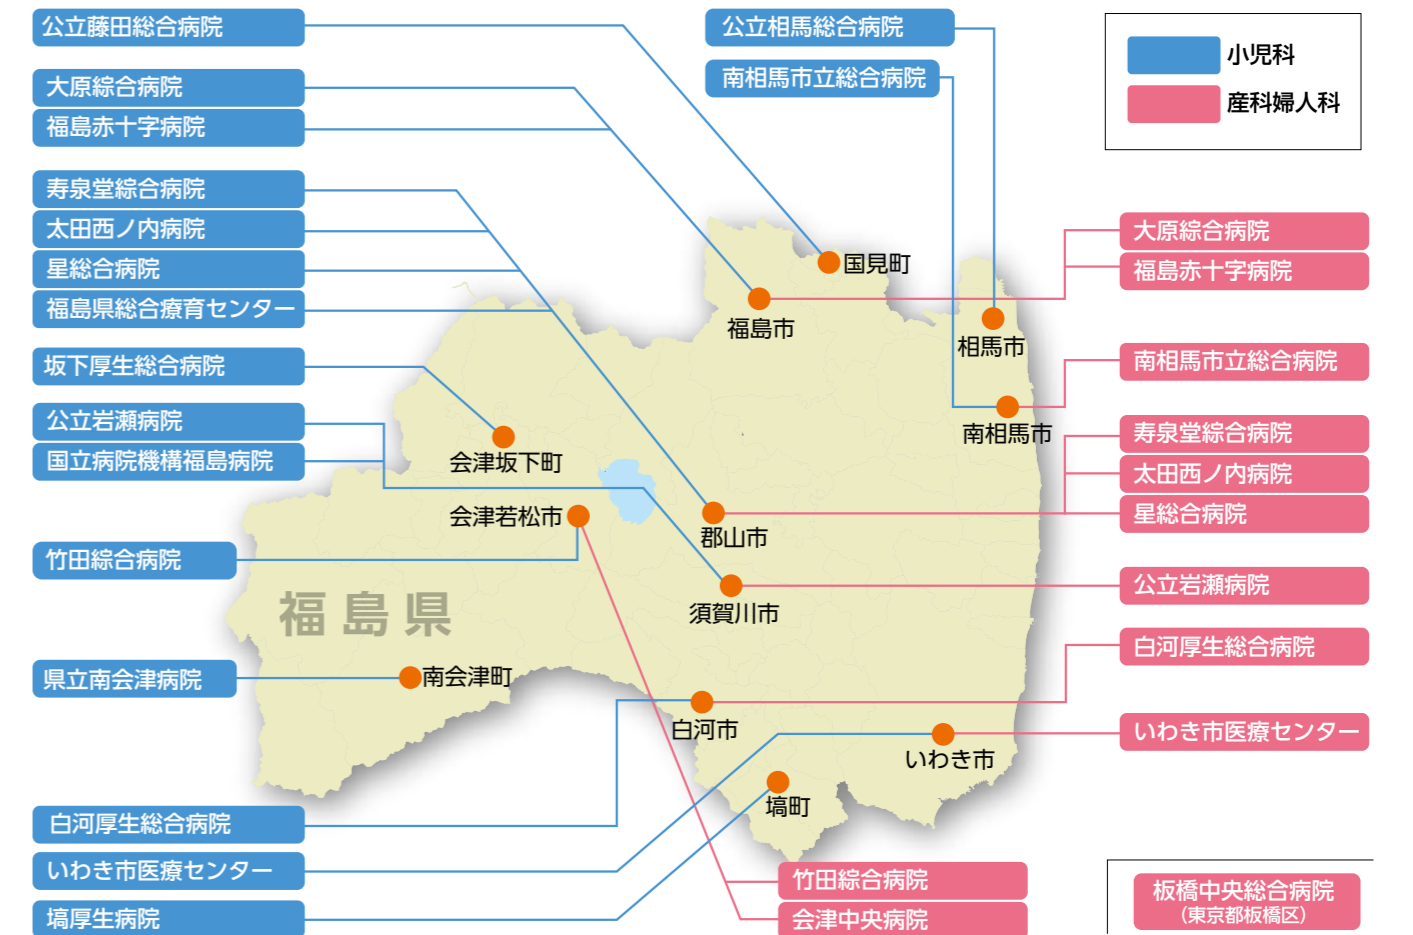 公立藤田総合病院
大原綜合病院
福島赤十字病院
寿泉堂綜合病院
太田西ノ内病院
星総合病院
福島県総合療育センター
坂下厚生総合病院
公立岩瀬病院
国立病院機構福島病院
竹田綜合病院
県立南会津病院
白河厚生総合病院
いわき市医療センター
塙厚生病院
公立相馬総合病院
南相馬市立総合病院
小児科
産科婦人科
国見町
福島市
相馬市
南相馬市
会津坂下町
会津若松市
郡山市
須賀川市
福島県
南会津町
白河市
いわき市
塙町
大原綜合病院
福島赤十字病院
南相馬市立総合病院
寿泉堂綜合病院
太田西ノ内病院
星総合病院
公立岩瀬病院
白河厚生総合病院
いわき市医療センター
竹田綜合病院
会津中央病院
板橋中央総合病院
(東京都板橋区)